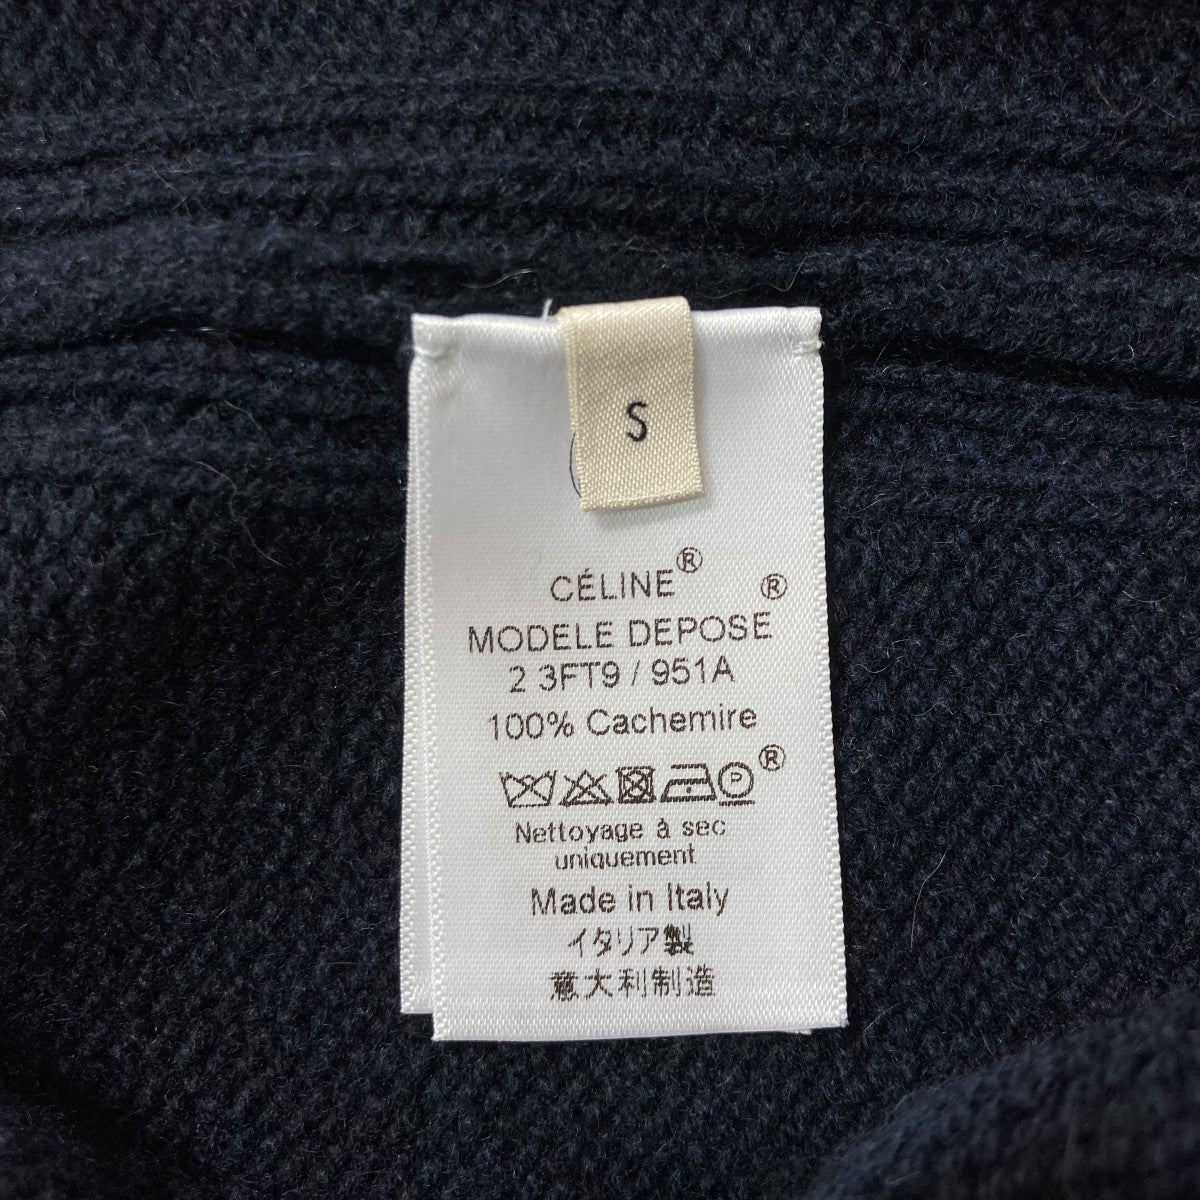 S
CÉLINE®
MODELE DEPOSE®
2 3FT9 / 951A
100% Cachemire
P ®
Nettoyage à sec
uniquement
Made in Italy
イタリア製
意大利制造